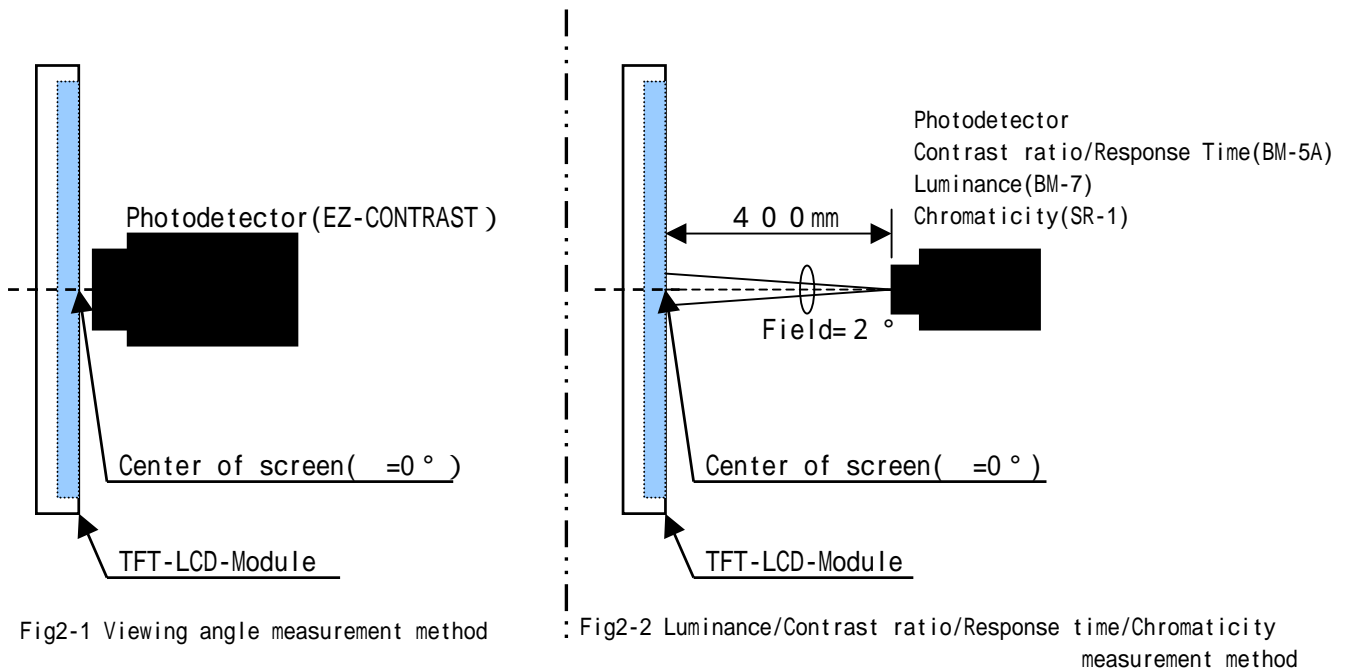 Photodetector(EZ-CONTRAST)
Center of screen( =0°)
TFT-LCD-Module
Fig2-1 Viewing angle measurement method
Photodetector
Contrast ratio/Response Time(BM-5A)
Luminance(BM-7)
Chromaticity(SR-1)
400mm
Field=2°
Center of screen( =0°)
TFT-LCD-Module
Fig2-2 Luminance/Contrast ratio/Response time/Chromaticity
measurement method